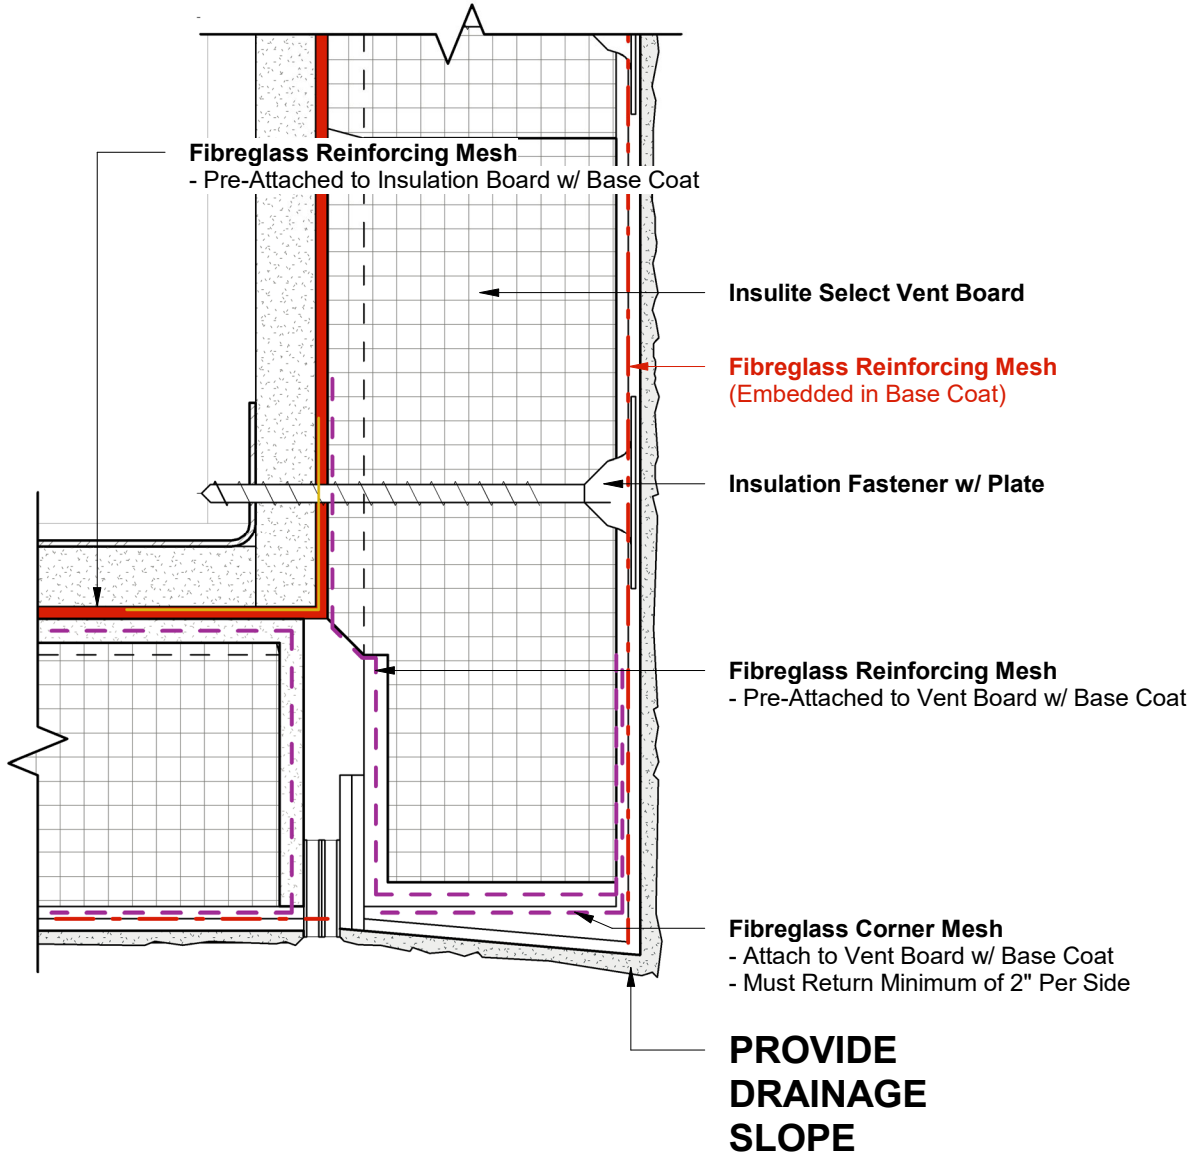 Fibreglass Reinforcing Mesh
- Pre-Attached to Insulation Board w/ Base Coat
Insulite Select Vent Board
Fibreglass Reinforcing Mesh
(Embedded in Base Coat)
Insulation Fastener w/ Plate
Fibreglass Reinforcing Mesh
- Pre-Attached to Vent Board w/ Base Coat
Fibreglass Corner Mesh
- Attach to Vent Board w/ Base Coat
- Must Return Minimum of 2" Per Side
PROVIDE
DRAINAGE
SLOPE